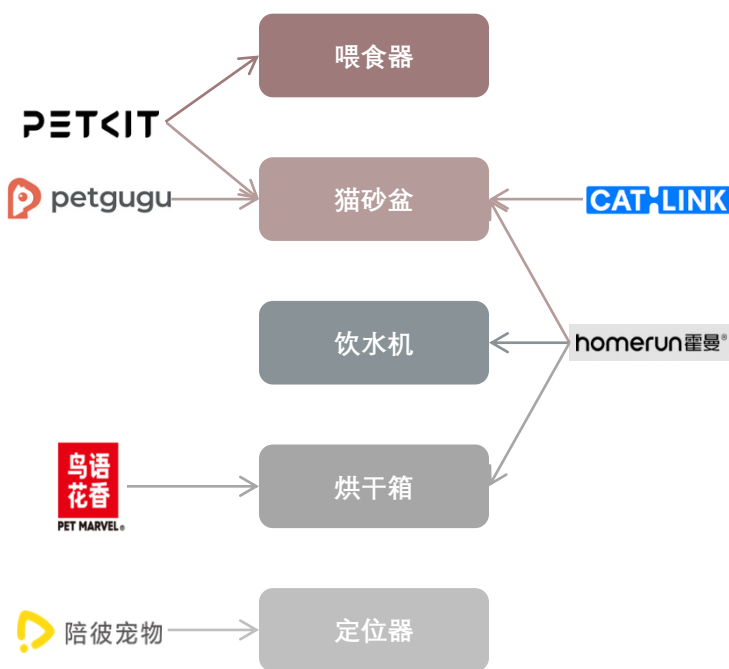 喂食器
PETKIT
petgugu
猫砂盆
CAT LINK
饮水机
homerun霍曼®
鸟语
花香
PET MARVEL®
烘干箱
陪彼宠物
定位器